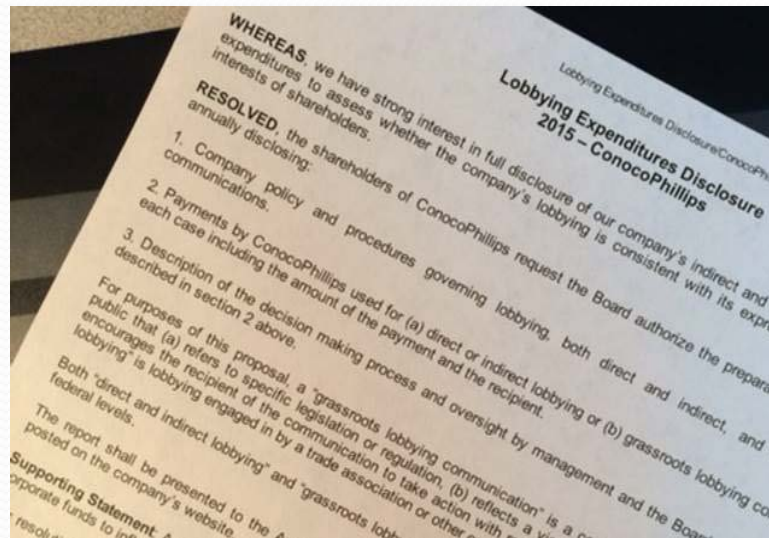 Lobbying Expenditures Disclosure/ConocoPhi
Lobbying Expenditures Disclosure
2015 – ConocoPhillips
WHEREAS, we have strong interest in full disclosure of our company's indirect and
expenditures to assess whether the company's lobbying is consistent with its expr
interests of shareholders.
RESOLVED, the shareholders of ConocoPhillips request the Board authorize the prepara
annually disclosing:
1. Company policy and procedures governing lobbying, both direct and indirect, and
communications.
2. Payments by ConocoPhillips used for (a) direct or indirect lobbying or (b) grassroots lobbying co
each case including the amount of the payment and the recipient.
3. Description of the decision making process and oversight by management and the Board
described in section 2 above.
For purposes of this proposal, a "grassroots lobbying communication" is a
public that (a) refers to specific legislation or regulation, (b) reflects a
encourages the recipient of the communication to take action with
lobbying" is lobbying engaged in by a trade association or other
Both "direct and indirect lobbying" and "grassroots
federal levels.
The report shall be presented to the
posted on the company's website.
Supporting Statement:
orporate funds to
resolu